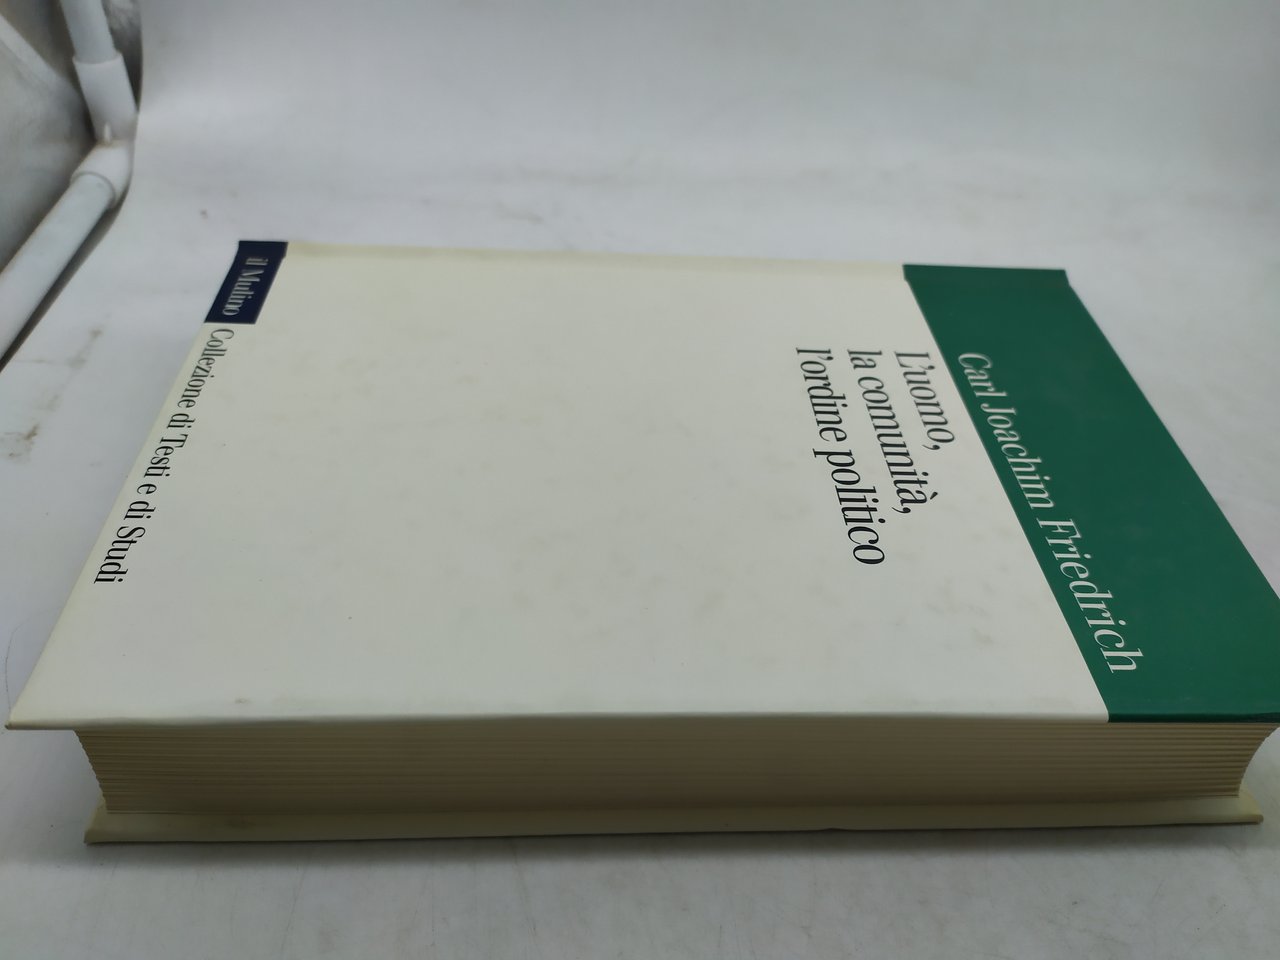 Carl Joachim Friedrich
L'uomo,
la comunità,
l'ordine politico
il Mulino
Collezione di Testi e di Studi